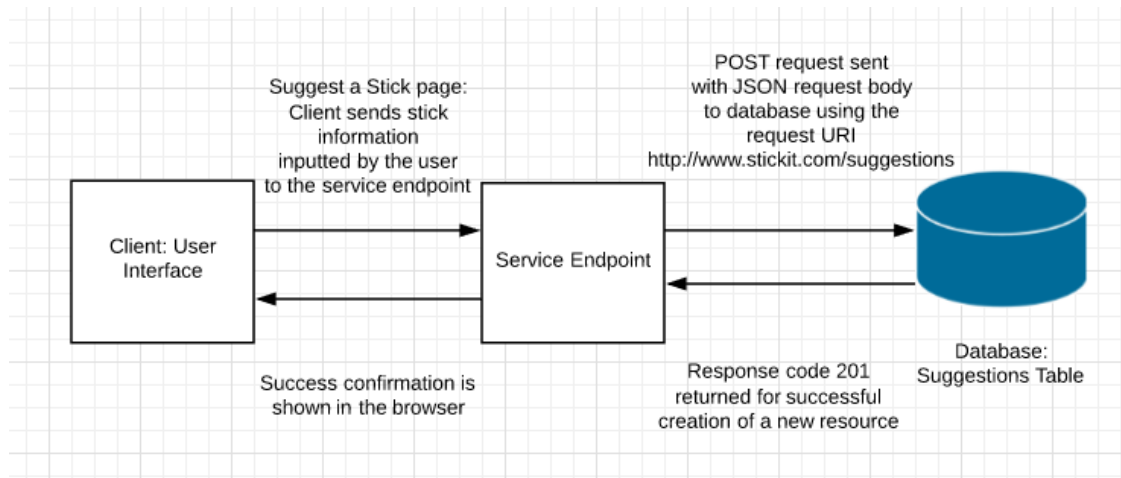 Suggest a Stick page:
Client sends stick
information
inputted by the user
to the service endpoint
POST request sent
with JSON request body
to database using the
request URI
http://www.stickit.com/suggestions
Client: User
Interface
Service Endpoint
Success confirmation is
shown in the browser
Response code 201
returned for successful
creation of a new resource
Database:
Suggestions Table